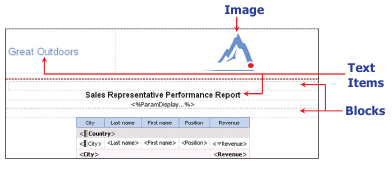 Image
Great Outdoors
Text
Items
Sales Representative Performance Report
<%ParamDisplay...%>
Blocks
City Last name First name Position Revenue
<Country>
<City> <Last name> <First name> <Position> <Revenue>
<City> <Revenue>